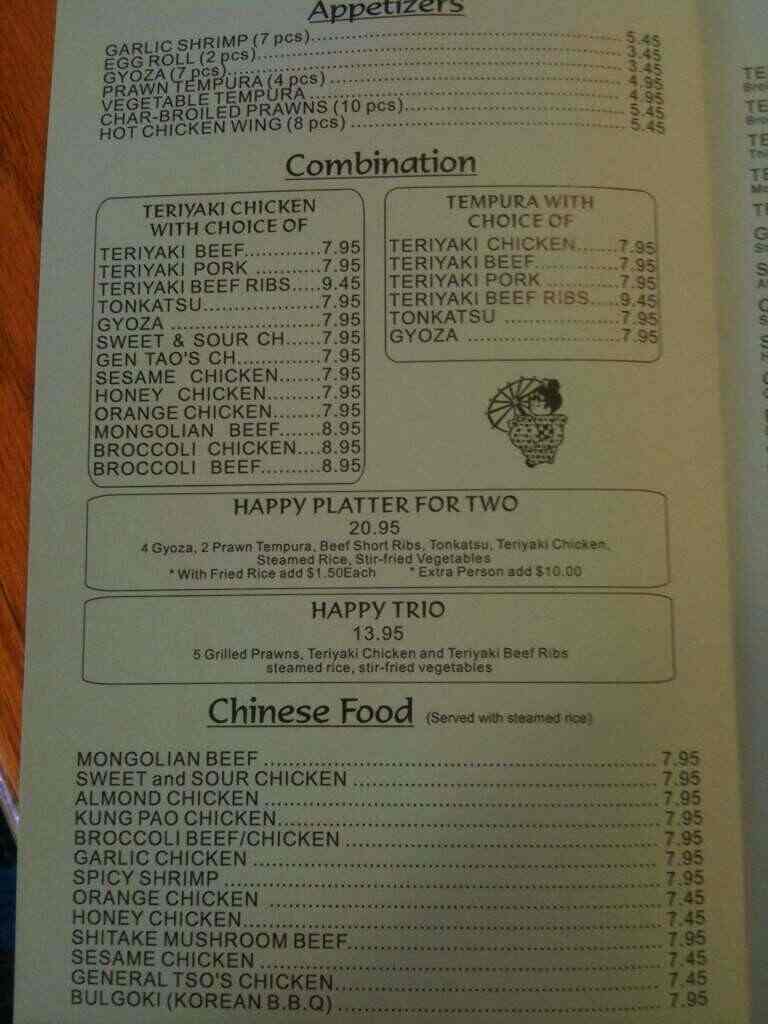 Appetizers
GARLIC SHRIMP (7 pcs)........ 5.45
EGG ROLL (2 pcs)........ 3.45
GYOZA (7 pcs)........ 3.45
PRAWN TEMPURA (4 pcs) ........ 4.95
VEGETABLE TEMPURA ........ 4.95
CHAR-BROILED PRAWNS (10 pcs)........ 5.45
HOT CHICKEN WING (8 pcs) ........ 5.45
Combination
TERIYAKI CHICKEN
WITH CHOICE OF
TERIYAKI BEEF.............7.95
TERIYAKI PORK ............7.95
TERIYAKI BEEF RIBS.....9.45
TONKATSU....................7.95
GYOZA .........................7.95
SWEET & SOUR CH......7.95
GEN TAO'S CH..............7.95
SESAME CHICKEN.......7.95
HONEY CHICKEN.........7.95
ORANGE CHICKEN.......7.95
MONGOLIAN BEEF.......8.95
BROCCOLI CHICKEN....8.95
BROCCOLI BEEF..........8.95
TEMPURA WITH
CHOICE OF
TERIYAKI CHICKEN.......7.95
TERIYAKI BEEF..............7.95
TERIYAKI PORK .............7.95
TERIYAKI BEEF RIBS.....9.45
TONKATSU ...................7.95
GYOZA .........................7.95
HAPPY PLATTER FOR TWO
20.95
4 Gyoza, 2 Prawn Tempura, Beef Short Ribs, Tonkatsu, Teriyaki Chicken,
Steamed Rice, Stir-fried Vegetables
* With Fried Rice add $1.50Each * Extra Person add $10.00
HAPPY TRIO
13.95
5 Grilled Prawns, Teriyaki Chicken and Teriyaki Beef Ribs
steamed rice, stir-fried vegetables
Chinese Food (Served with steamed rice)
MONGOLIAN BEEF ........ 7.95
SWEET and SOUR CHICKEN ........ 7.95
ALMOND CHICKEN ........ 7.95
KUNG PAO CHICKEN........ 7.95
BROCCOLI BEEF/CHICKEN ........ 7.95
GARLIC CHICKEN ........ 7.95
SPICY SHRIMP ........ 7.95
ORANGE CHICKEN ........ 7.45
HONEY CHICKEN........ 7.45
SHITAKE MUSHROOM BEEF........ 7.95
SESAME CHICKEN ........ 7.45
GENERAL TSO'S CHICKEN........ 7.45
BULGOKI (KOREAN B.B.Q) ........ 7.95